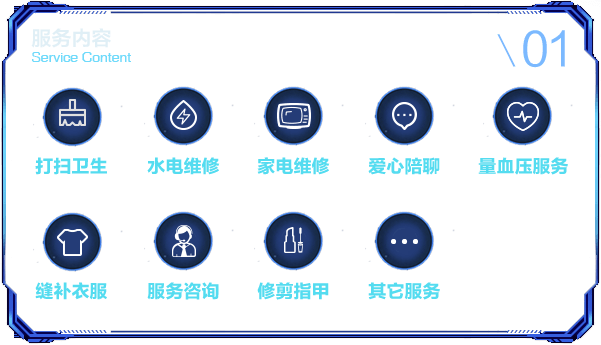 服务内容
Service Content
\01
打扫卫生 水电维修 家电维修 爱心陪聊 量血压服务
缝补衣服 服务咨询 修剪指甲 其它服务